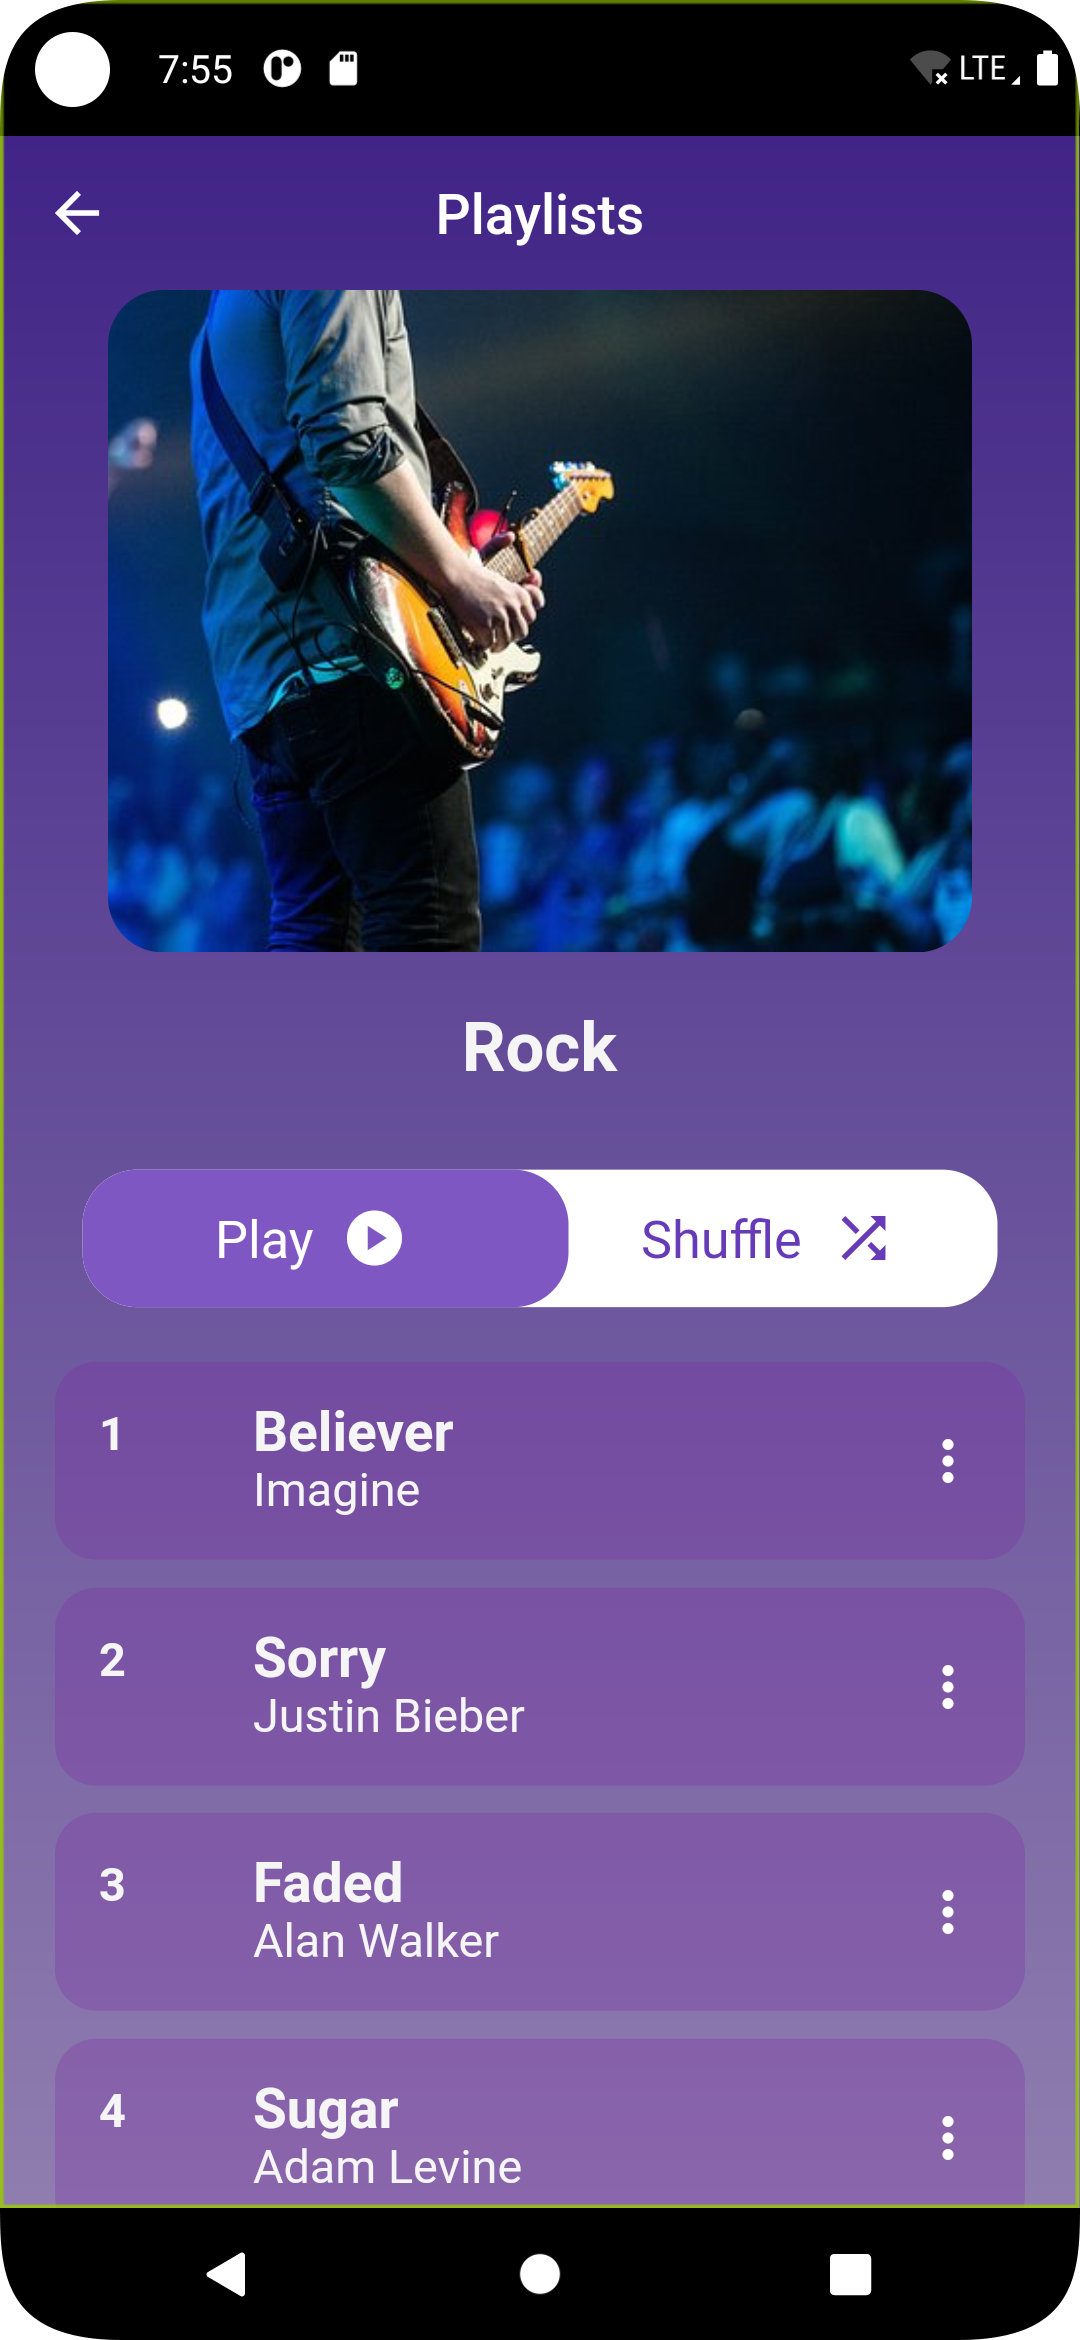 7:55 LTE
Playlists
Rock
Play Shuffle
1 Believer
Imagine
2 Sorry
Justin Bieber
3 Faded
Alan Walker
4 Sugar
Adam Levine